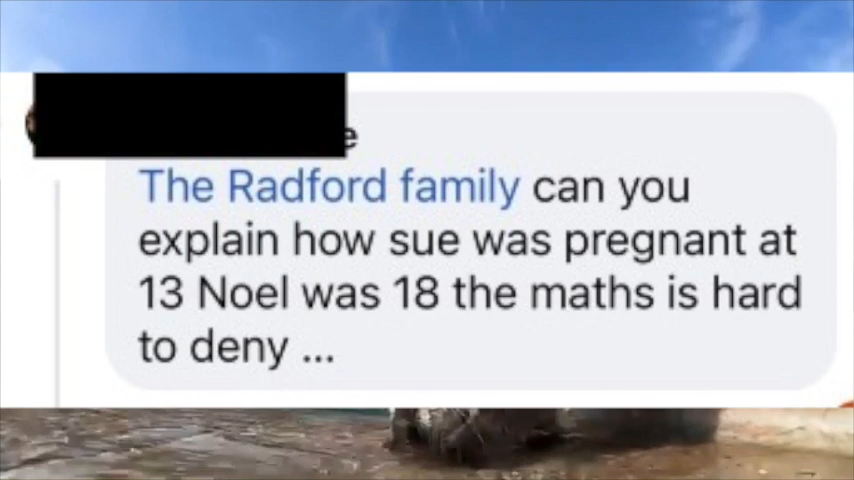 The Radford family can you
explain how sue was pregnant at
13 Noel was 18 the maths is hard
to deny ...